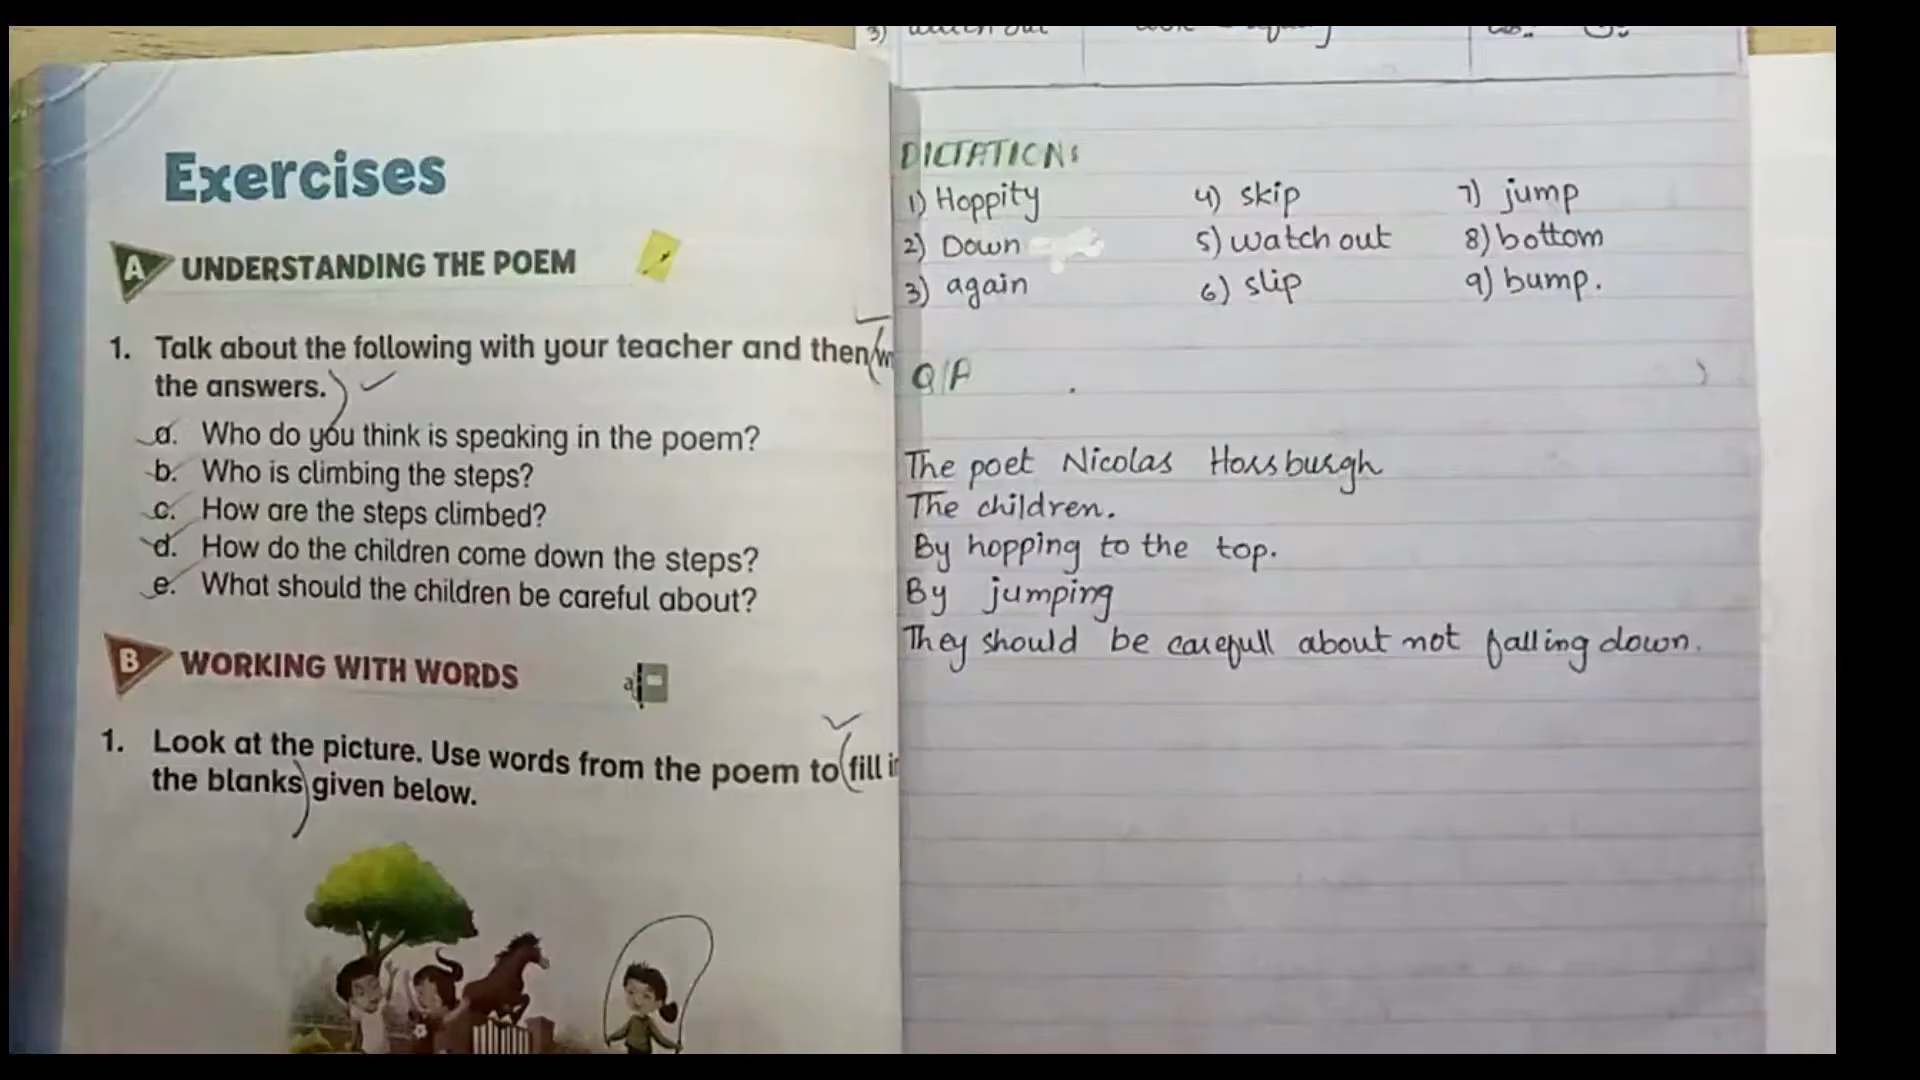 3) watch out
Exercises
A UNDERSTANDING THE POEM
1. Talk about the following with your teacher and then
the answers.
a. Who do you think is speaking in the poem?
b. Who is climbing the steps?
c. How are the steps climbed?
d. How do the children come down the steps?
e. What should the children be careful about?
B WORKING WITH WORDS
1. Look at the picture. Use words from the poem to fill in
the blanks given below.
DICTATION:
1) Hoppity 4) skip 7) jump
2) Down 5) watch out 8) bottom
3) again 6) slip 9) bump.
Q/A
The poet Nicolas Horsburgh
The children.
By hopping to the top.
By jumping
They should be carefull about not falling down.